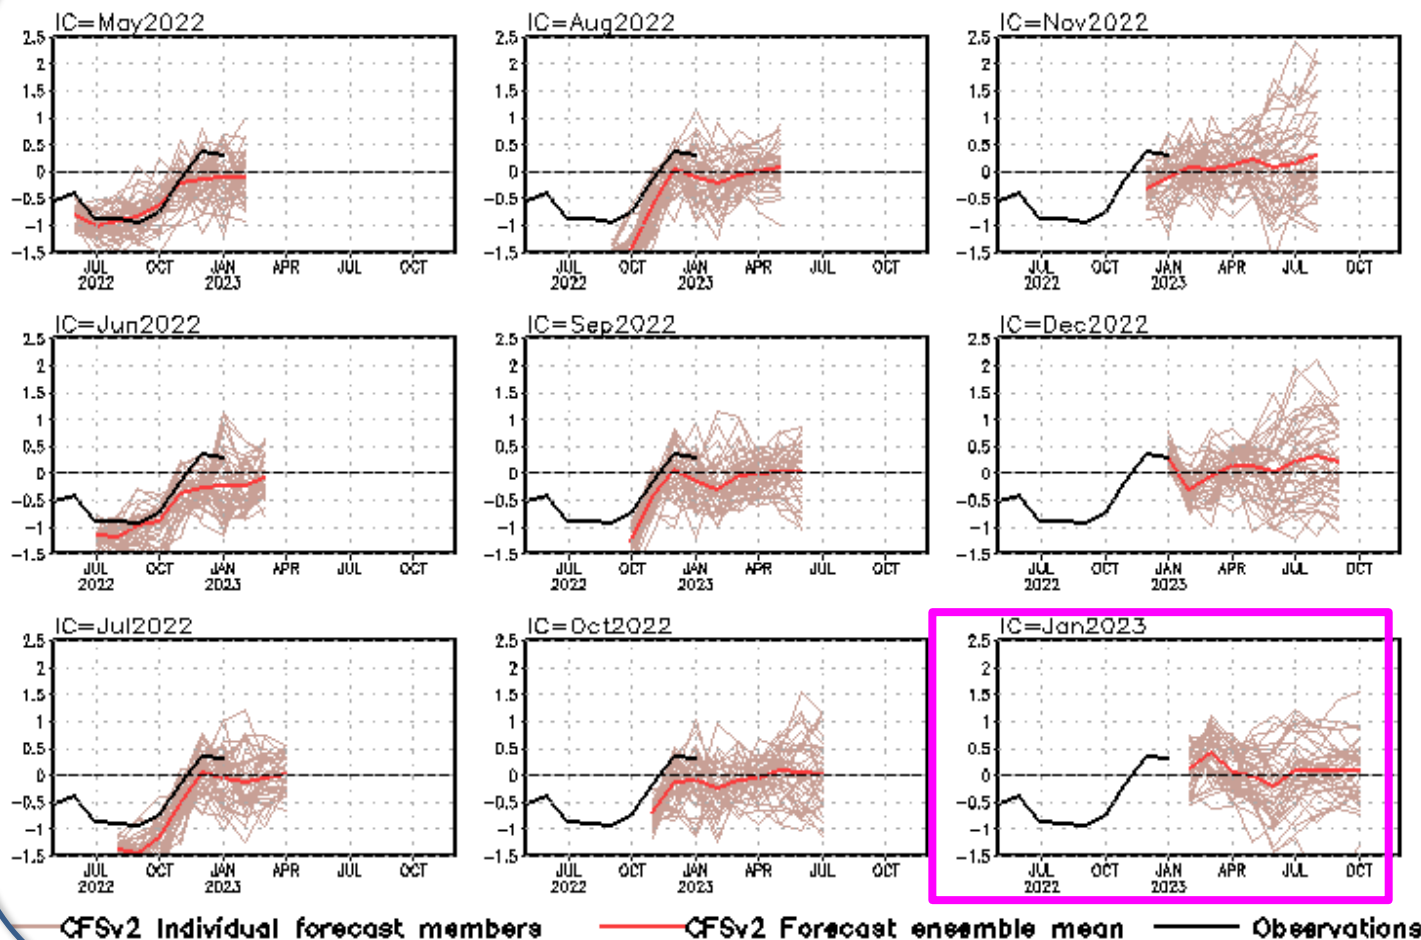 IC=May2022 IC=Aug2022 IC=Nov2022
2.5 2.5 2.5
2 2 2
1.5 1.5 1.5
1 1 1
0.5 0.5 0.5
0 0 0
-0.5 -0.5 -0.5
-1 -1 -1
-1.5 -1.5 -1.5
JUL OCT JAN APR JUL OCT JUL OCT JAN APR JUL OCT JUL OCT JAN APR JUL OCT
2022 2023 2022 2023 2022 2023
IC=Jun2022 IC=Sep2022 IC=Dec2022
2.5 2.5 2.5
2 2 2
1.5 1.5 1.5
1 1 1
0.5 0.5 0.5
0 0 0
-0.5 -0.5 -0.5
-1 -1 -1
-1.5 -1.5 -1.5
JUL OCT JAN APR JUL OCT JUL OCT JAN APR JUL OCT JUL OCT JAN APR JUL OCT
2022 2023 2022 2023 2022 2023
IC=Jul2022 IC=Oct2022 IC=Jan2023
2.5 2.5 2.5
2 2 2
1.5 1.5 1.5
1 1 1
0.5 0.5 0.5
0 0 0
-0.5 -0.5 -0.5
-1 -1 -1
-1.5 -1.5 -1.5
JUL OCT JAN APR JUL OCT JUL OCT JAN APR JUL OCT JUL OCT JAN APR JUL OCT
2022 2023 2022 2023 2022 2023
CFSv2 Individual forecast members CFSv2 Forecast ensemble mean Observations